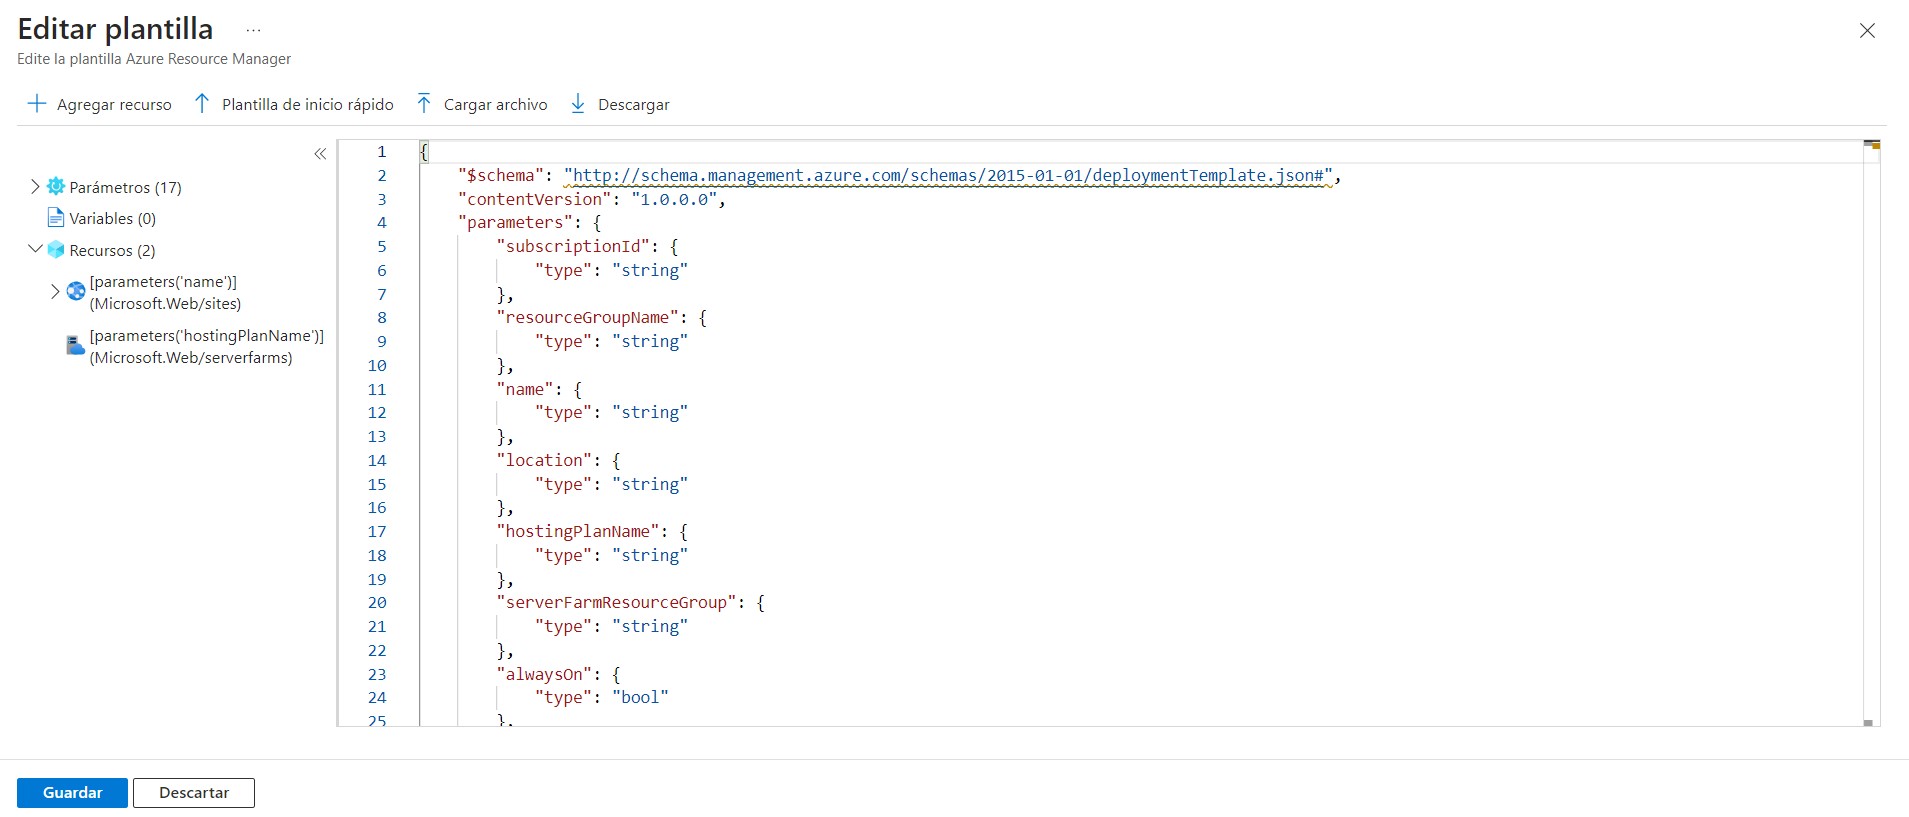 Editar plantilla ...
Edite la plantilla Azure Resource Manager
Agregar recurso Plantilla de inicio rápido Cargar archivo Descargar
Parámetros (17)
Variables (0)
Recursos (2)
[parameters('name')]
(Microsoft.Web/sites)
[parameters('hostingPlanName')]
(Microsoft.Web/serverfarms)
1 {
2 "$schema": "http://schema.management.azure.com/schemas/2015-01-01/deploymentTemplate.json#",
3 "contentVersion": "1.0.0.0",
4 "parameters": {
5 "subscriptionId": {
6 "type": "string"
7 },
8 "resourceGroupName": {
9 "type": "string"
10 },
11 "name": {
12 "type": "string"
13 },
14 "location": {
15 "type": "string"
16 },
17 "hostingPlanName": {
18 "type": "string"
19 },
20 "serverFarmResourceGroup": {
21 "type": "string"
22 },
23 "alwaysOn": {
24 "type": "bool"
25 },
Guardar Descartar